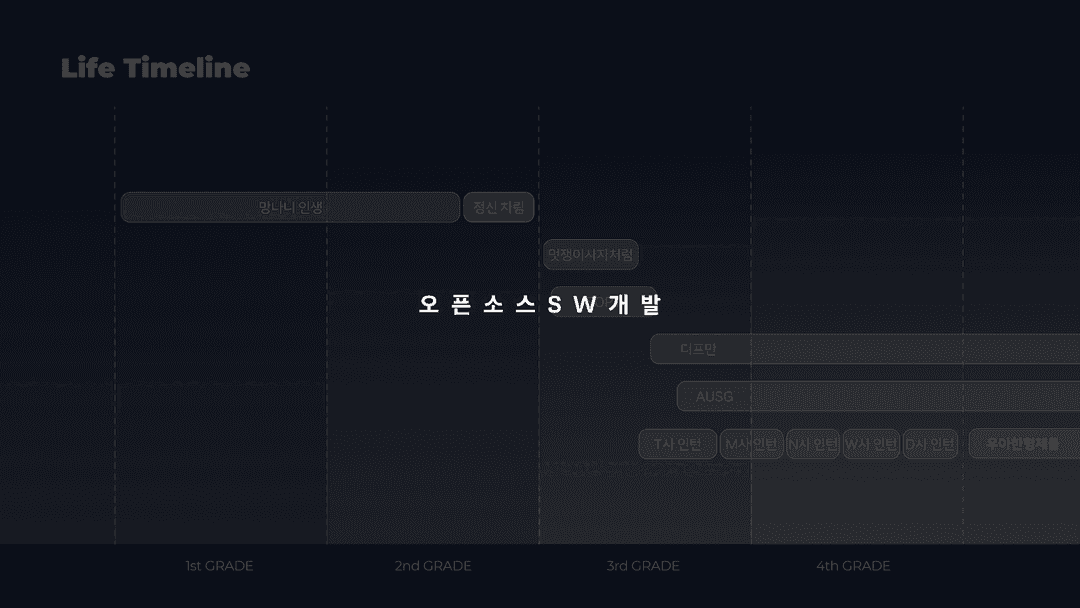 Life Timeline
망나니 인생
정신 차림
멋쟁이사자처럼
오픈소스SW개발
디프만
AUSG
T사 인턴
M사 인턴
N사 인턴
W사 인턴
D사 인턴
우아한형제들
1st GRADE
2nd GRADE
3rd GRADE
4th GRADE